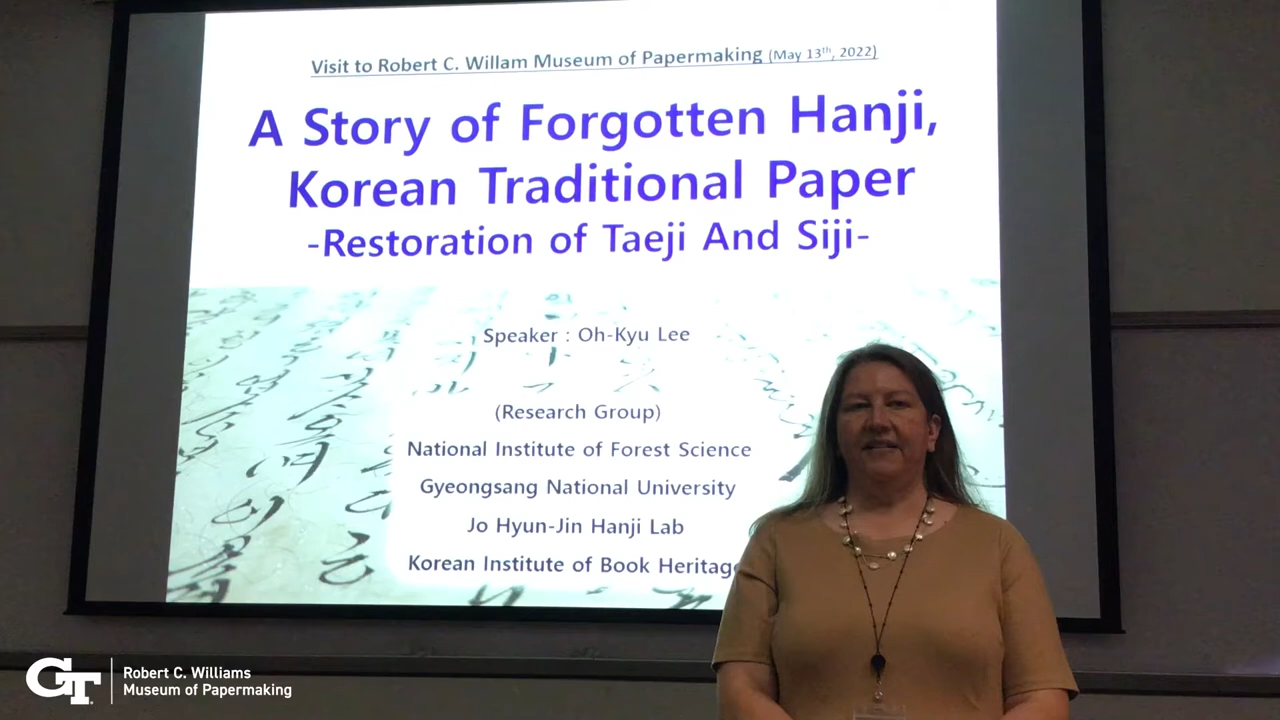 Visit to Robert C. Willam Museum of Papermaking (May 13th, 2022)
A Story of Forgotten Hanji,
Korean Traditional Paper
-Restoration of Taeji And Siji-
Speaker : Oh-Kyu Lee
(Research Group)
National Institute of Forest Science
Gyeongsang National University
Jo Hyun-Jin Hanji Lab
Korean Institute of Book Heritage
GT
Robert C. Williams
Museum of Papermaking